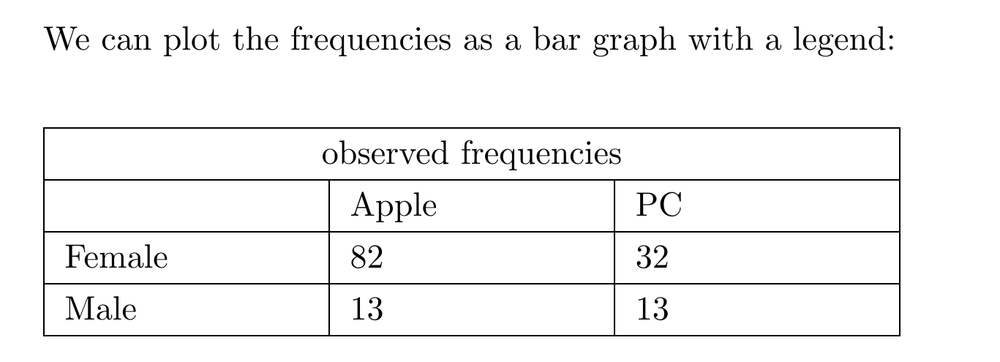 We can plot the frequencies as a bar graph with a legend:
observed frequencies
Apple PC
Female 82 32
Male 13 13